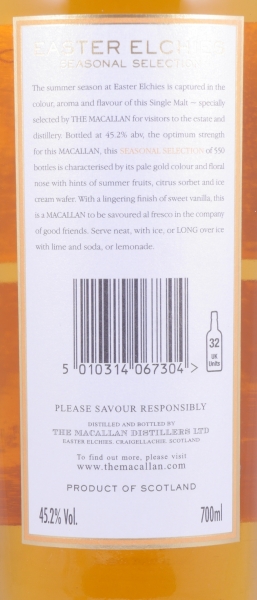 EASTER ELCHIES
SEASONAL SELECTION
The summer season at Easter Elchies is captured in the
colour, aroma and flavour of this Single Malt — specially
selected by THE MACALLAN for visitors to the estate and
distillery Bottled at 45.2% abv, the optimum strength
for this MACALLAN, this SEASONAL SELECTION of 550
bottles is characterised by its pale gold colour and floral
nose with hints of summer fruits, citrus sorbet and ice
cream wafer. With a lingering finish of sweet vanilla, this
is a MACALLAN to be savoured al fresco in the company
of good friends. Serve neat, with ice, or LONG over ice
with lime and soda, or lemonade.
32
UK
Units
5 010314 067304 >
PLEASE SAVOUR RESPONSIBLY
DISTILLED AND BOTTLED BY
THE MACALLAN DISTILLERS LTD
EASTER ELCHIES, CRAIGELLACHIE, SCOTLAND
To find out more, please visit
www.themacallan.com
PRODUCT OF SCOTLAND
45.2% Vol. 700ml